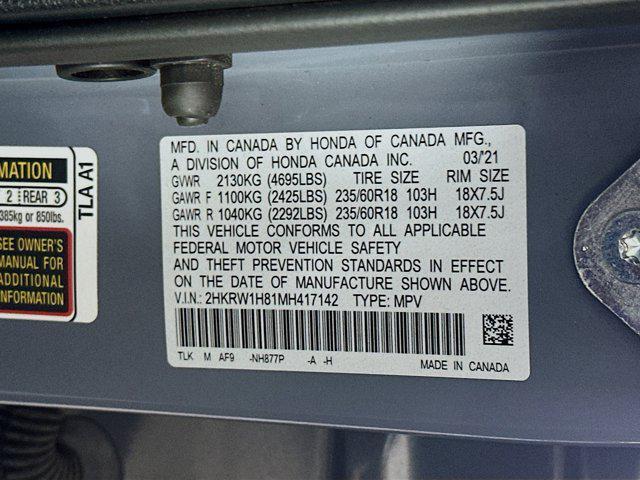 MFD. IN CANADA BY HONDA OF CANADA MFG.,
A DIVISION OF HONDA CANADA INC. 03/'21
GVWR 2130KG (4695LBS) TIRE SIZE RIM SIZE
GAWR F 1100KG (2425LBS) 235/60R18 103H 18X7.5J
GAWR R 1040KG (2292LBS) 235/60R18 103H 18X7.5J
THIS VEHICLE CONFORMS TO ALL APPLICABLE
FEDERAL MOTOR VEHICLE SAFETY
AND THEFT PREVENTION STANDARDS IN EFFECT
ON THE DATE OF MANUFACTURE SHOWN ABOVE.
V.I.N.: 2HKRW1H81MH417142 TYPE: MPV
TLK M AF9 -NH877P -A -H
MADE IN CANADA
MATION
2 REAR 3
385kg or 850lbs.
SEE OWNER'S
MANUAL FOR
ADDITIONAL
INFORMATION
TLA A1